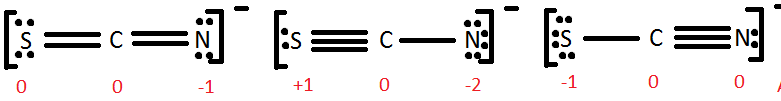 [S C N]⁻ [S C N]⁻ [S C N]⁻
0 0 -1 +1 0 -2 -1 0 0